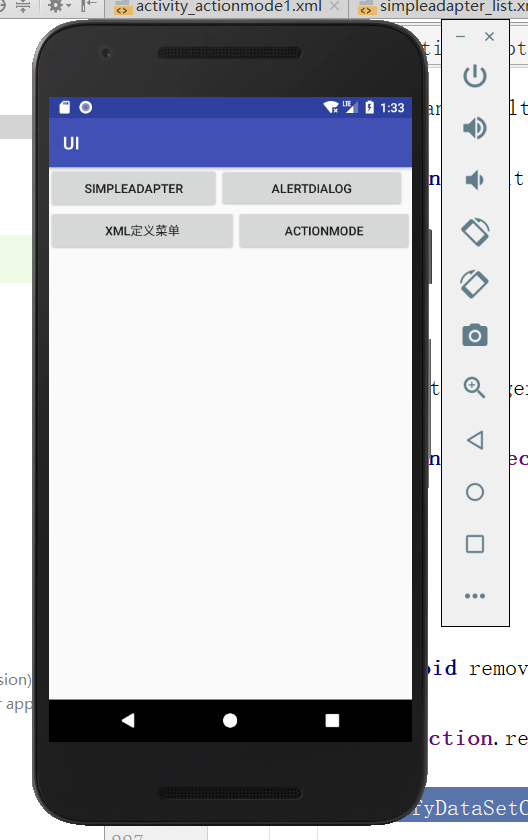 activity_actionmode1.xml simpleadapter_list.x
LTE 1:33
UI
SIMPLEADAPTER ALERTDIALOG
XML定义菜单 ACTIONMODE
sion)
oid remov
r app
ction.re
fyDataSetC